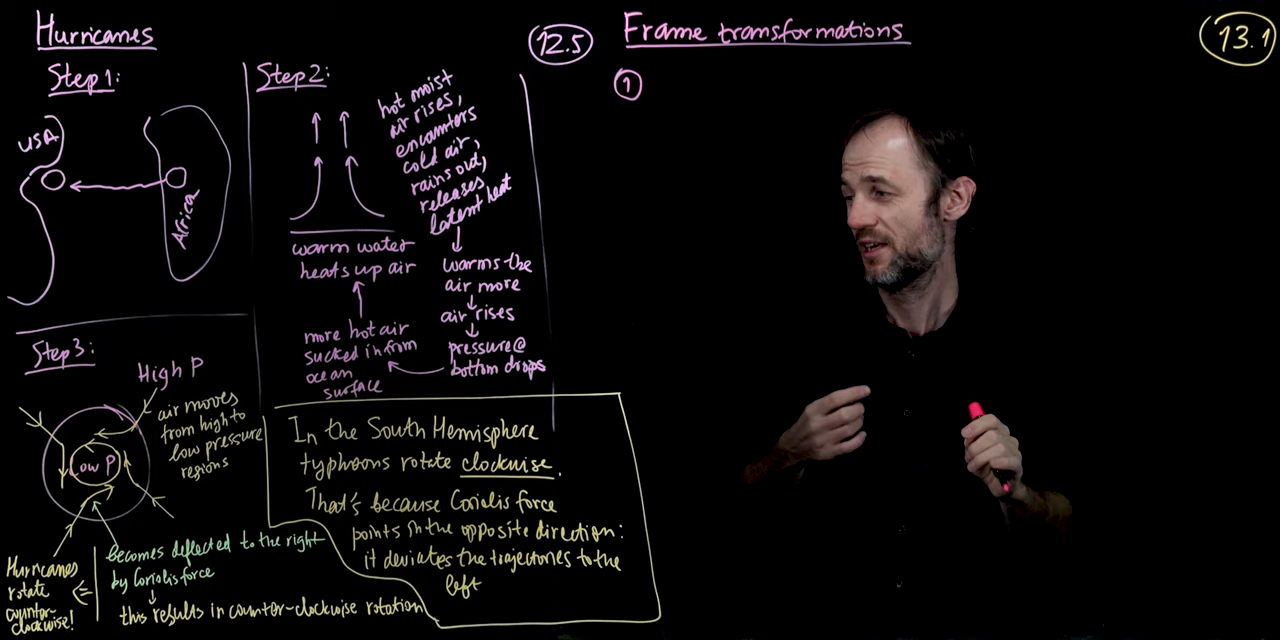 Hurricanes
12.5
Step 1:
USA
Africa
Step 2:
hot moist
air rises,
encounters
cold air,
rains out,
releases
latent heat
warms the
air more
air rises
pressure@
bottom drops
more hot air
sucked in from
ocean
surface
warm water
heats up air
Step 3:
High P
air moves
from high to
low pressure
regions
Low P
becomes deflected to the right
by Coriolis force
this results in counter-clockwise rotation
Hurricanes
rotate
counter-
clockwise!
In the South Hemisphere
typhoons rotate clockwise.
That's because Coriolis force
points in the opposite direction:
it deviates the trajectories to the
left
Frame transformations
13.1
1